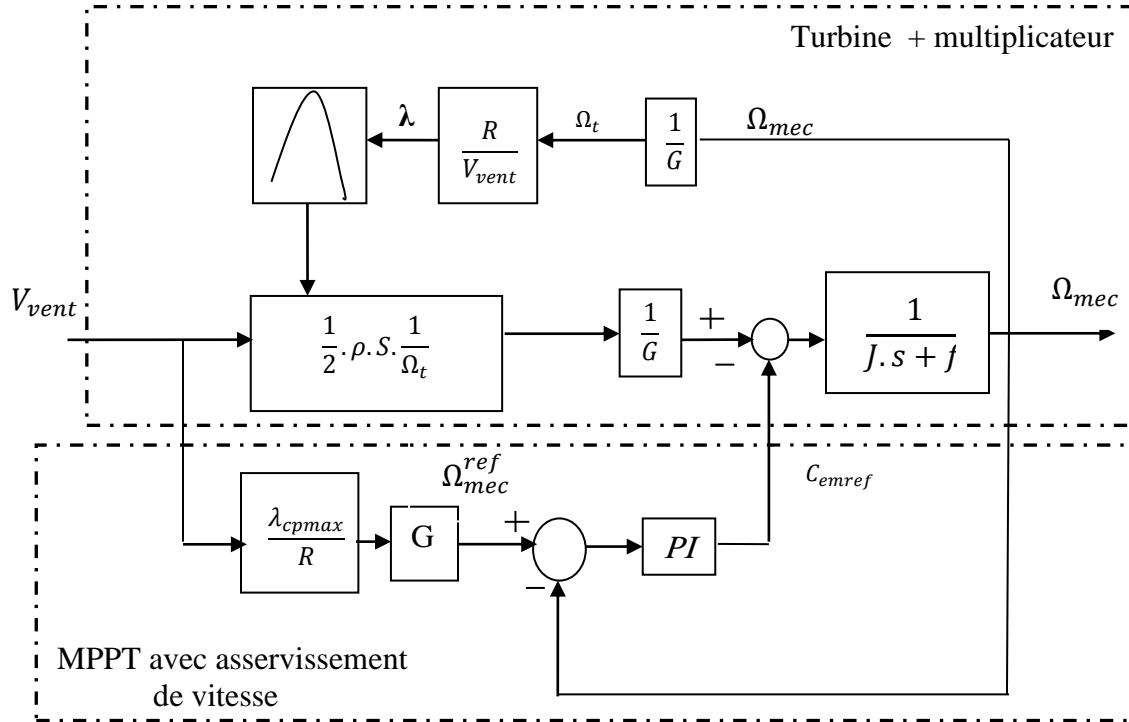 Turbine + multiplicateur
λ
R / V_vent
Ω_t
1 / G
Ω_mec
V_vent
1/2 . ρ. S. 1/Ω_t
1 / G
+
−
1 / J. s + f
Ω_mec
λ_cpmax / R
G
Ω_mec^ref
+
−
PI
C_emref
MPPT avec asservissement
de vitesse